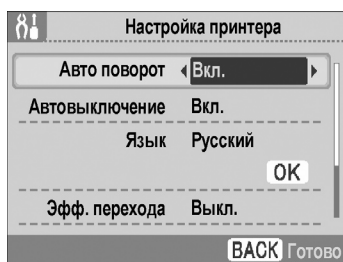 Настройка принтера
Авто поворот Вкл.
Автовыключение Вкл.
Язык Русский
OK
Эфф. перехода Выкл.
BACK Готово